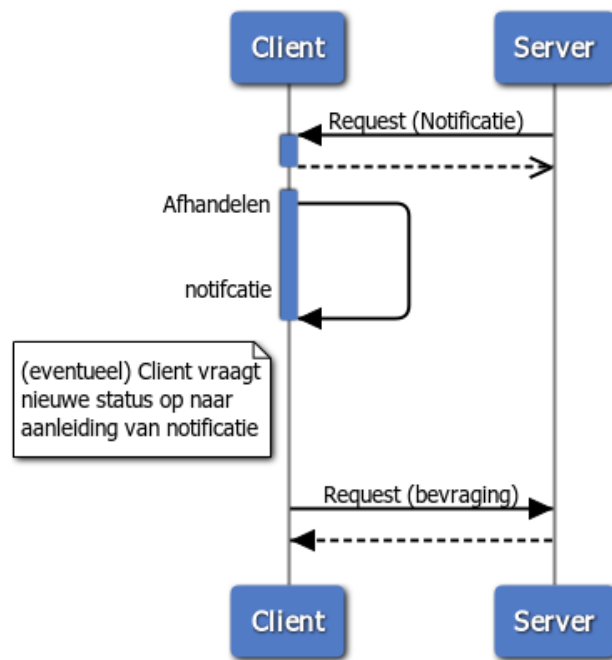 Client
Server
Request (Notificatie)
Afhandelen
notifcatie
(eventueel) Client vraagt
nieuwe status op naar
aanleiding van notificatie
Request (bevraging)
Client
Server